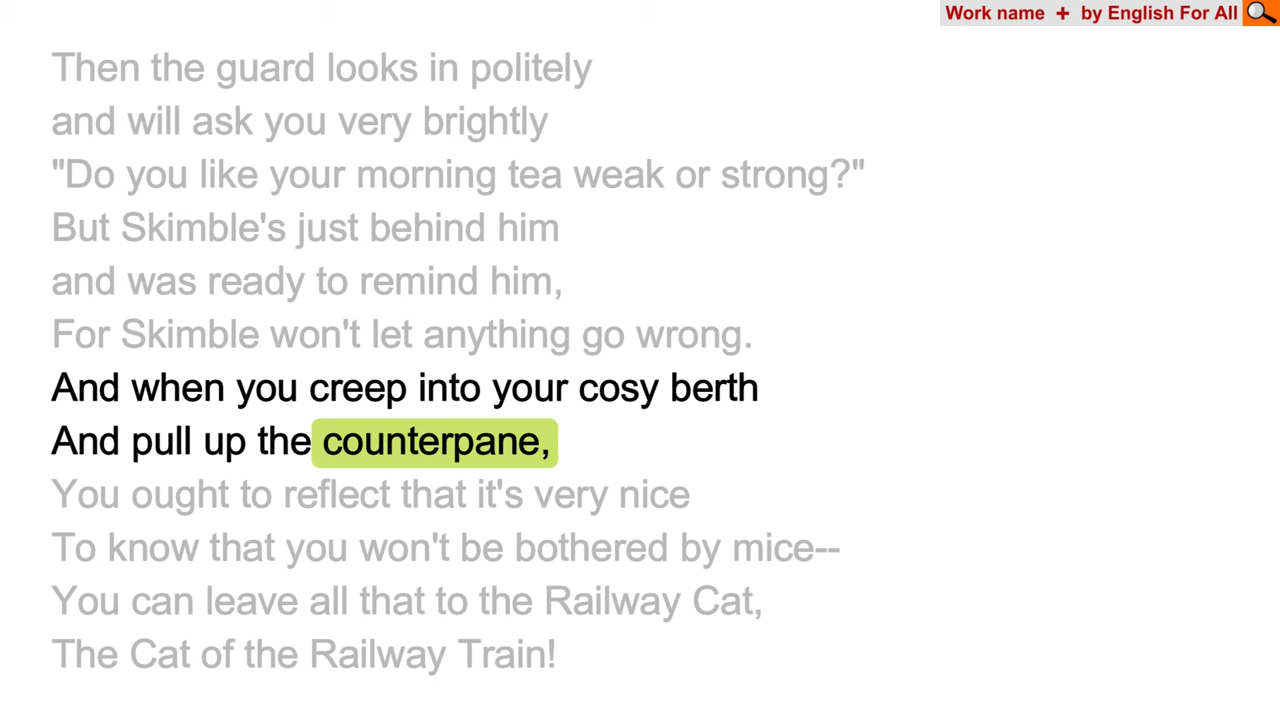 Work name + by English For All
Then the guard looks in politely
and will ask you very brightly
"Do you like your morning tea weak or strong?"
But Skimble's just behind him
and was ready to remind him,
For Skimble won't let anything go wrong.
And when you creep into your cosy berth
And pull up the counterpane,
You ought to reflect that it's very nice
To know that you won't be bothered by mice--
You can leave all that to the Railway Cat,
The Cat of the Railway Train!